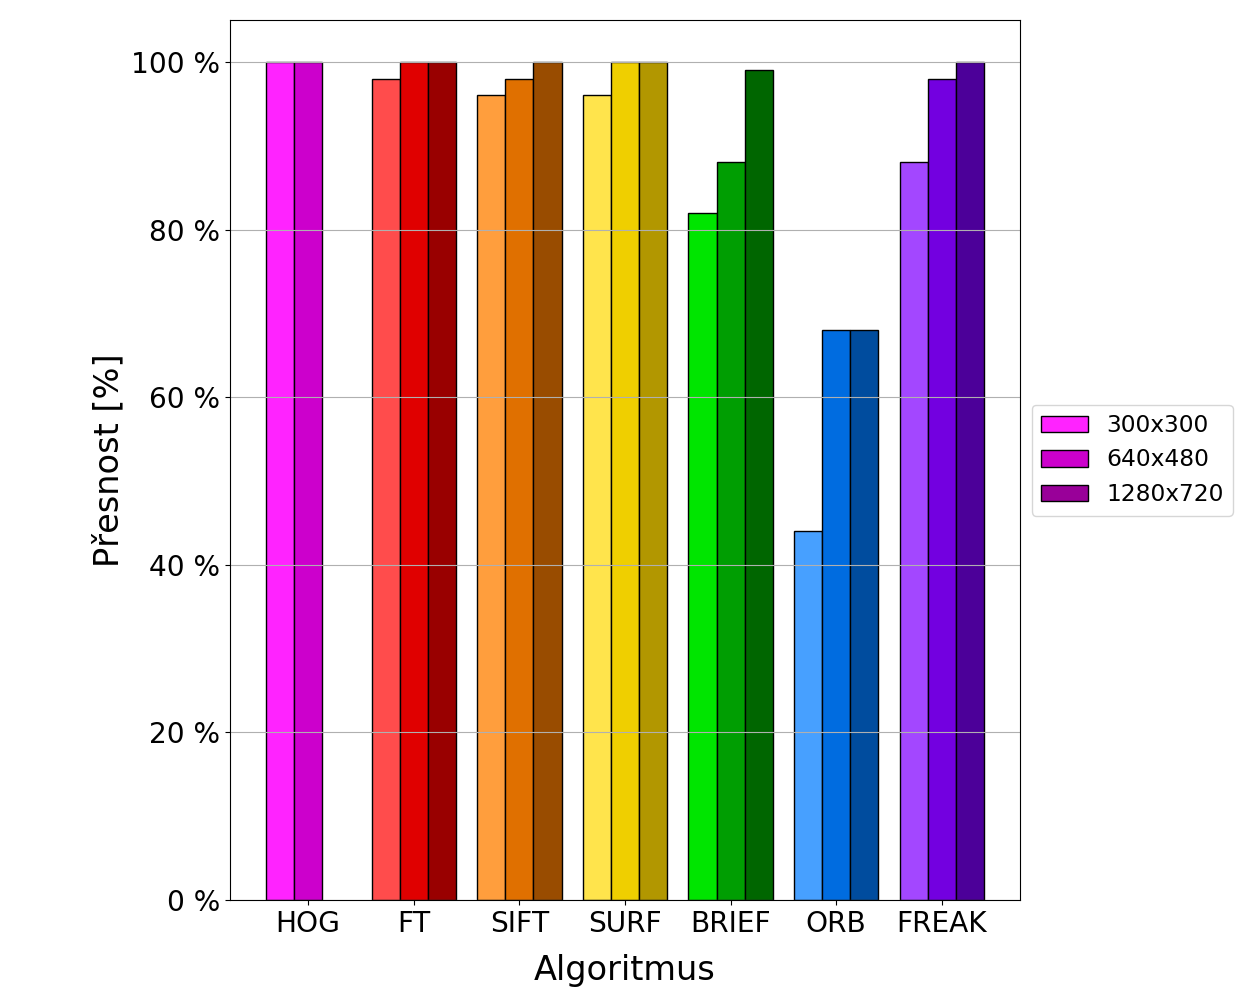 100 %
80 %
60 %
40 %
20 %
0 %
Přesnost [%]
HOG FT SIFT SURF BRIEF ORB FREAK
Algoritmus
300x300
640x480
1280x720